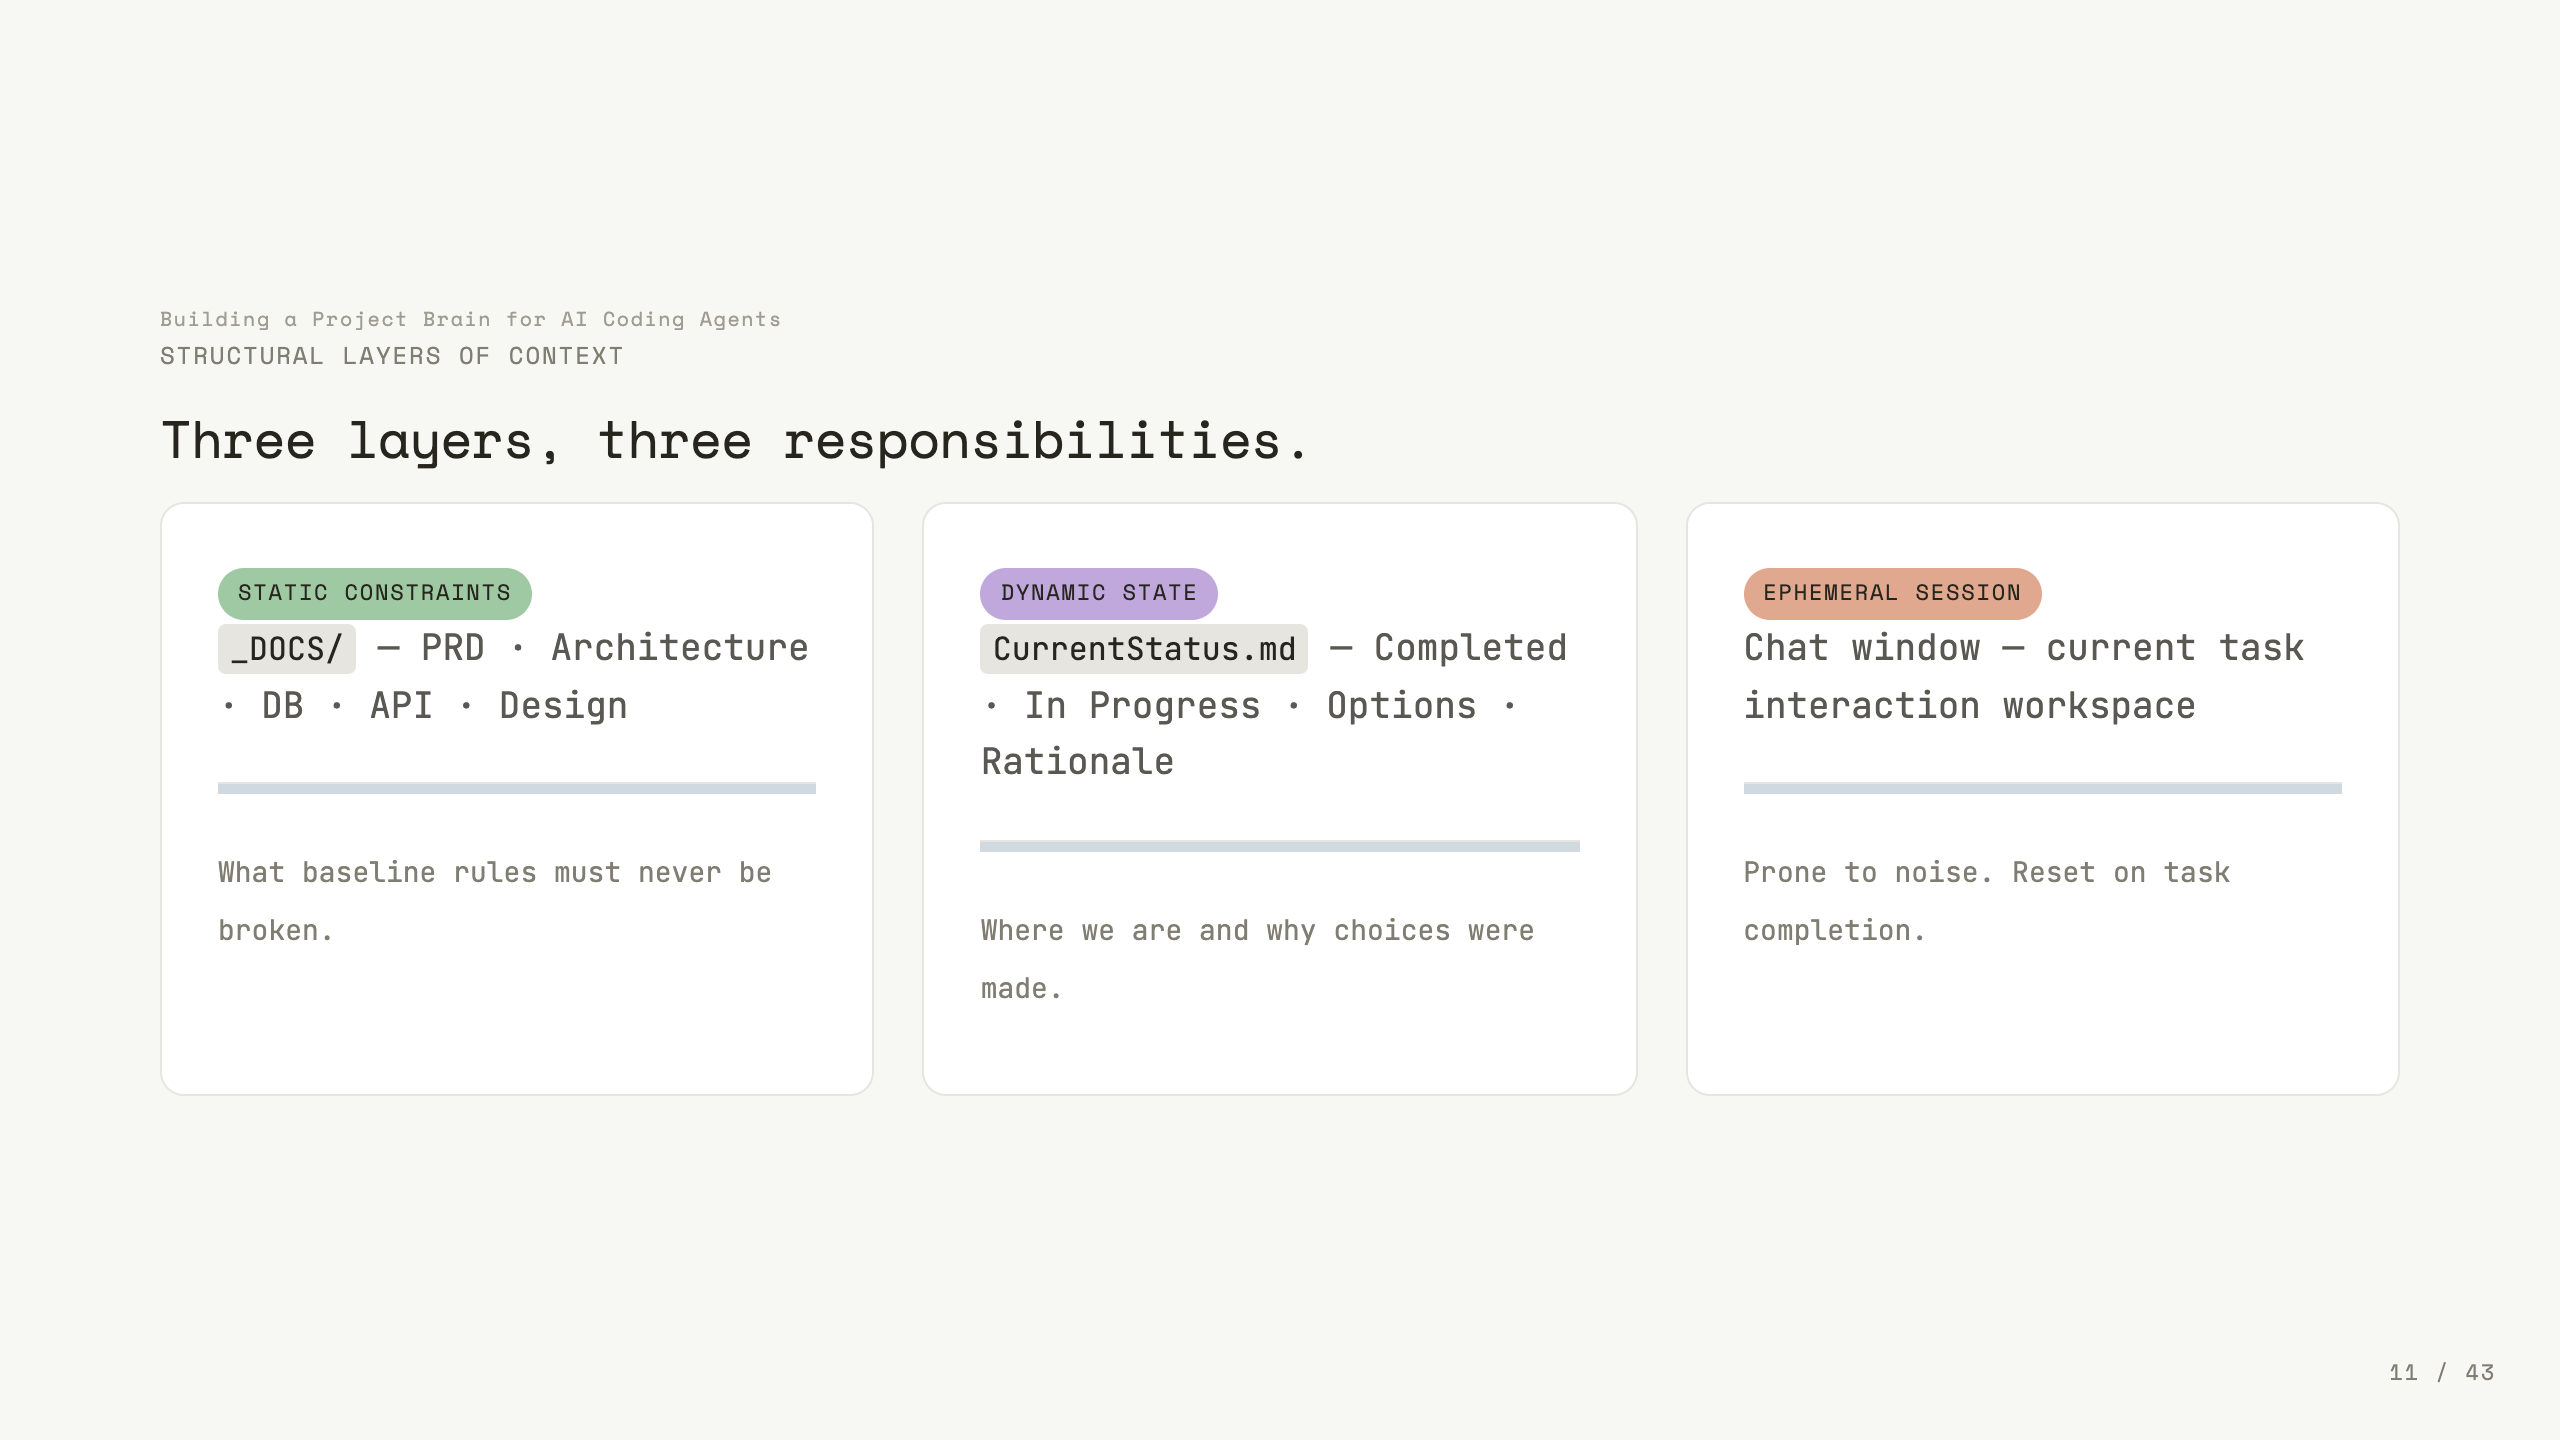 Building a Project Brain for AI Coding Agents
STRUCTURAL LAYERS OF CONTEXT
Three layers, three responsibilities.
STATIC CONSTRAINTS
_DOCS/ — PRD · Architecture
· DB · API · Design
What baseline rules must never be
broken.
DYNAMIC STATE
CurrentStatus.md — Completed
· In Progress · Options ·
Rationale
Where we are and why choices were
made.
EPHEMERAL SESSION
Chat window — current task
interaction workspace
Prone to noise. Reset on task
completion.
11 / 43